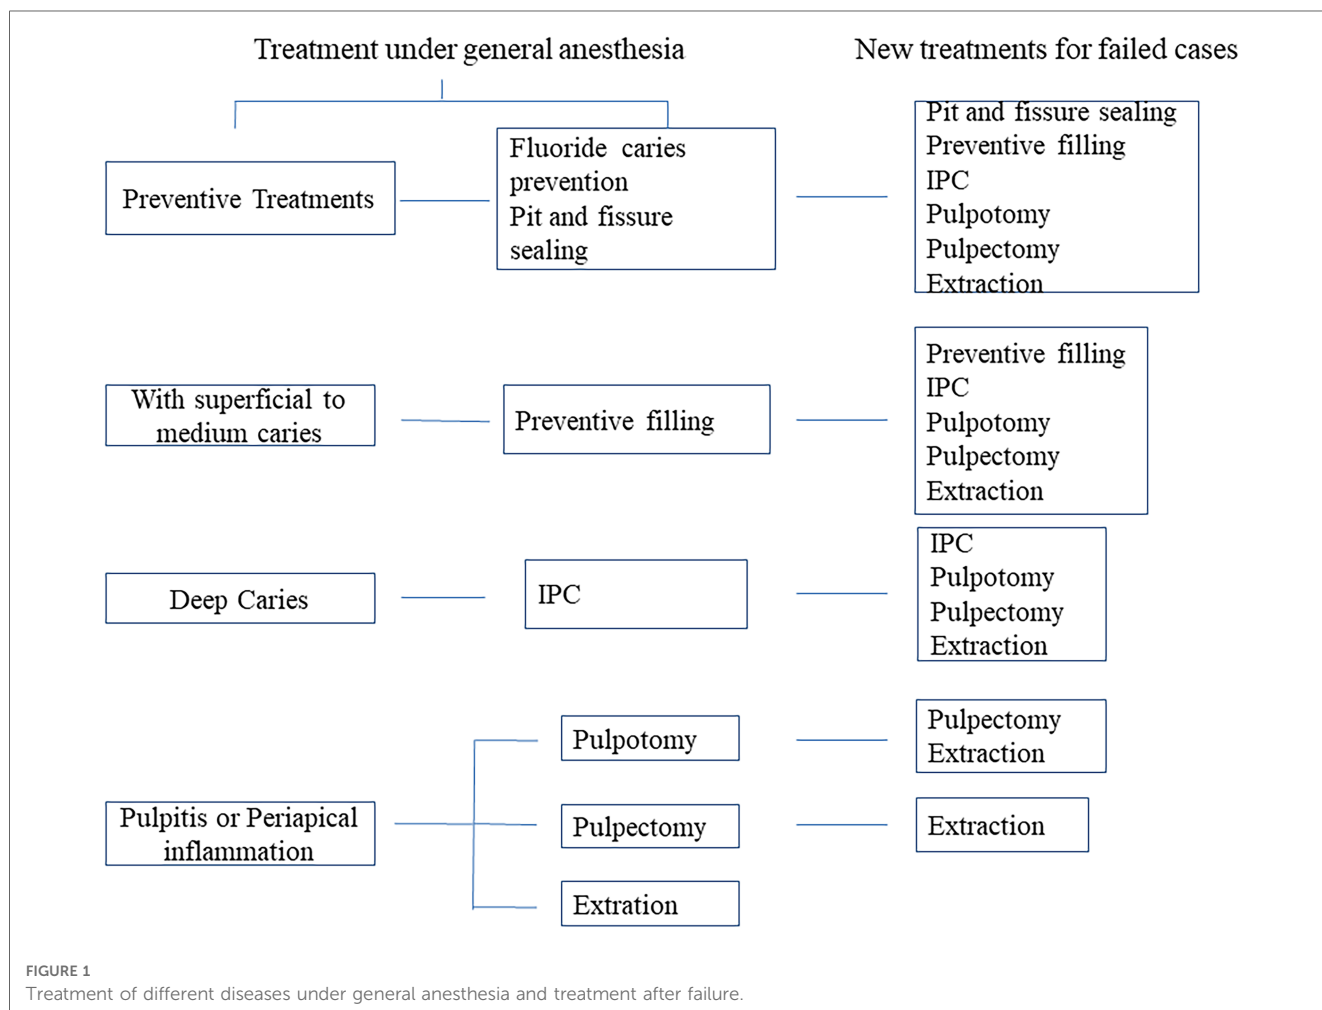 Treatment under general anesthesia
New treatments for failed cases
Preventive Treatments
Fluoride caries
prevention
Pit and fissure
sealing
Pit and fissure sealing
Preventive filling
IPC
Pulpotomy
Pulpectomy
Extraction
With superficial to
medium caries
Preventive filling
Preventive filling
IPC
Pulpotomy
Pulpectomy
Extraction
Deep Caries
IPC
IPC
Pulpotomy
Pulpectomy
Extraction
Pulpitis or Periapical
inflammation
Pulpotomy
Pulpectomy
Extraction
Pulpectomy
Extraction
Extration
FIGURE 1
Treatment of different diseases under general anesthesia and treatment after failure.